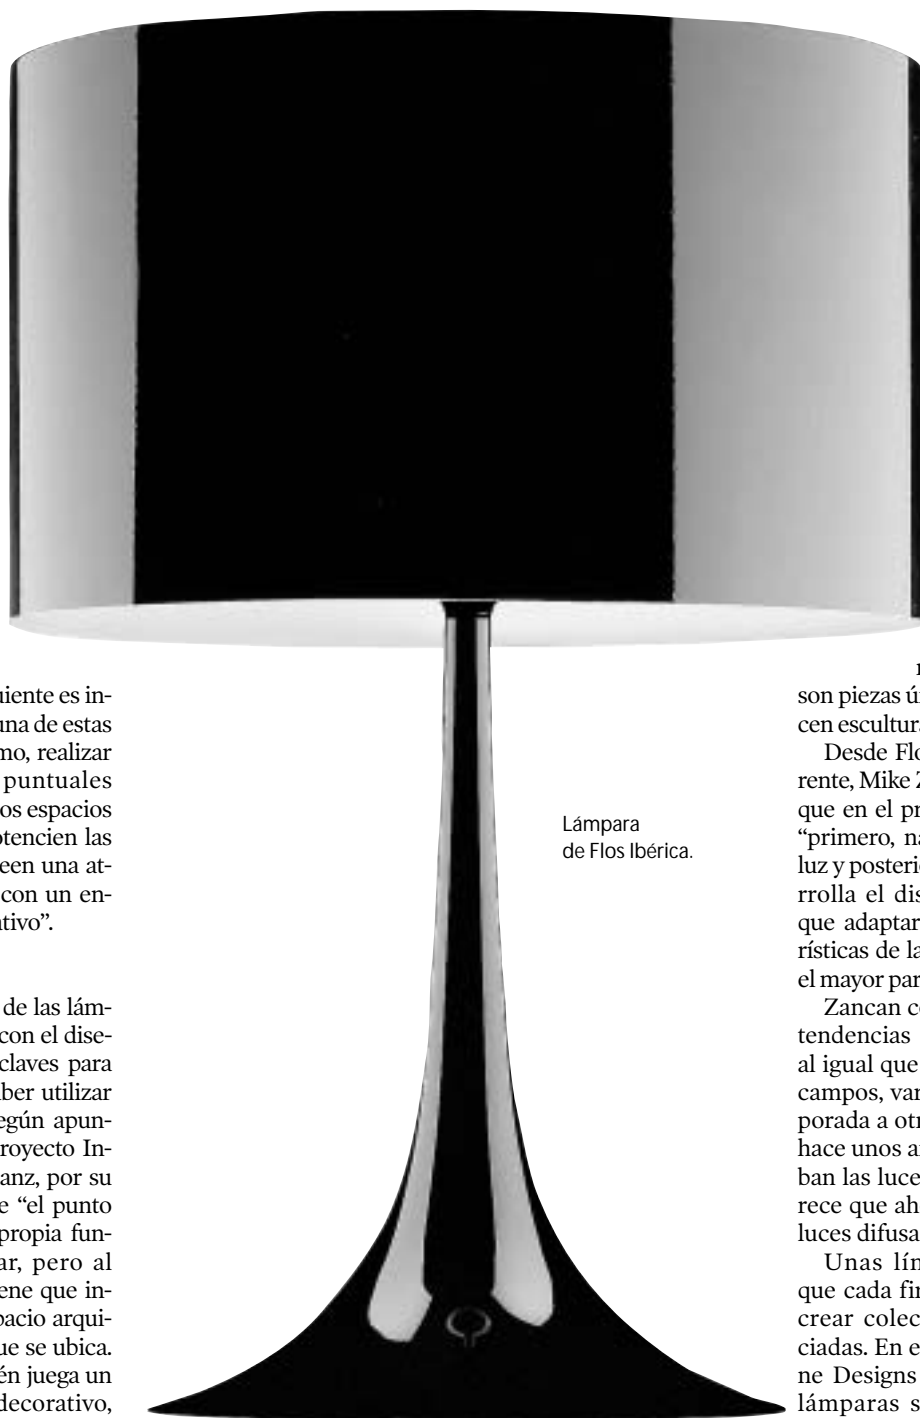 uiente es in-
una de estas
mo, realizar
puntuales
os espacios
otencien las
een una at-
con un en-
ntivo”.
de las lám-
con el dise-
claves para
ber utilizar
egún apun-
royecto In-
anz, por su
e “el punto
propia fun-
ar, pero al
ene que in-
pacio arqui-
ue se ubica.
én juega un
decorativo,
Lámpara
de Flos Ibérica.
son piezas ú
cen escultura
Desde Flo
rente, Mike Z
que en el pr
“primero, na
luz y posterio
rrolla el dis
que adaptar
rísticas de la
el mayor par
Zancan co
tendencias
al igual que
campos, var
porada a otr
hace unos a
ban las luce
rece que ah
luces difusa
Unas lín
que cada fir
crear colec
ciadas. En e
ne Designs
lámparas s